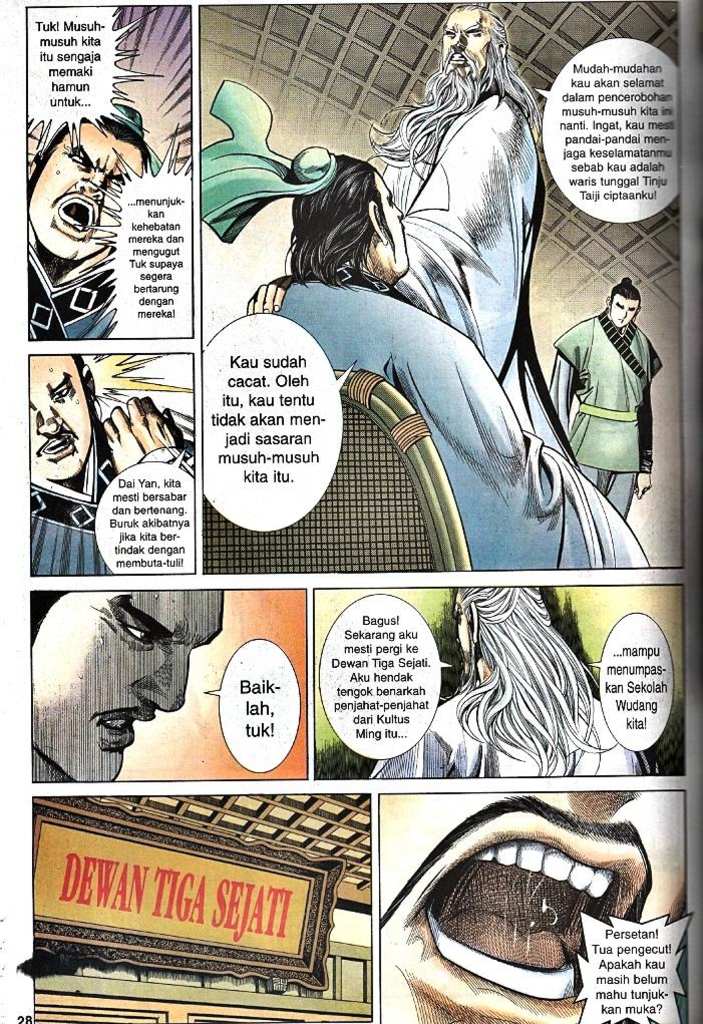 Tuk! Musuh-
musuh kita
itu sengaja
memaki
hamun
untuk...
...menunjuk-
kan
kehebatan
mereka dan
mengugut
Tuk supaya
segera
bertarung
dengan
mereka!
Mudah-mudahan
kau akan selamat
dalam pencerobohan
musuh-musuh kita ini
nanti. Ingat, kau mesti
pandai-pandai men-
jaga keselamatanmu
sebab kau adalah
waris tunggal Tinju
Taiji ciptaanku!
Kau sudah
cacat. Oleh
itu, kau tentu
tidak akan men-
jadi sasaran
musuh-musuh
kita itu.
Dai Yan, kita
mesti bersabar
dan bertenang.
Buruk akibatnya
jika kita ber-
tindak dengan
membuta-tuli!
Baik-
lah,
tuk!
Bagus!
Sekarang aku
mesti pergi ke
Dewan Tiga Sejati.
Aku hendak
tengok benarkah
penjahat-penjahat
dari Kultus
Ming itu...
...mampu
menumpas-
kan Sekolah
Wudang
kita!
DEWAN TIGA SEJATI
Persetan!
Tua pengecut!
Apakah kau
masih belum
mahu tunjuk-
kan muka?
28